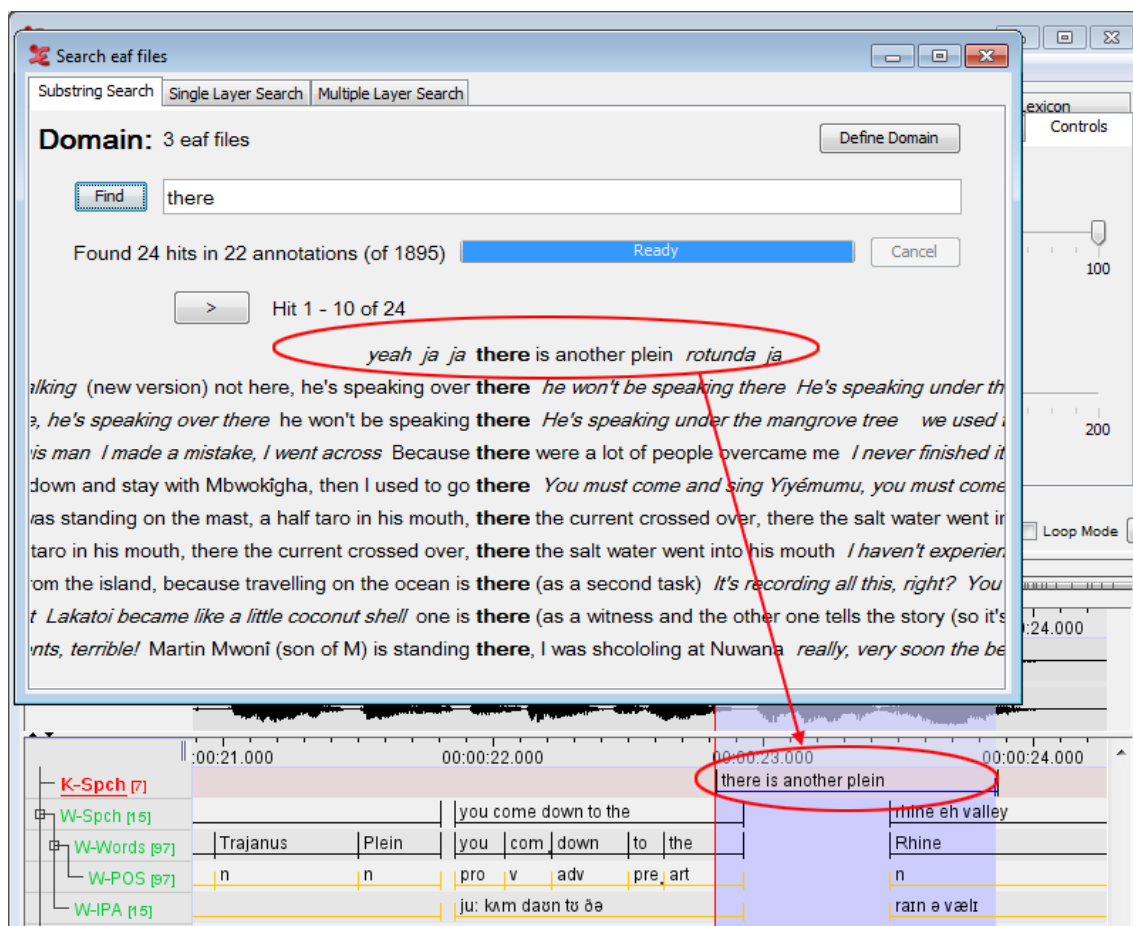 Search eaf files
Substring Search Single Layer Search Multiple Layer Search
Lexicon
Controls
Domain: 3 eaf files Define Domain
Find there
Found 24 hits in 22 annotations (of 1895) Ready Cancel
100
> Hit 1 - 10 of 24
yeah ja ja there is another plein rotunda ja
(new version) not here, he's speaking over there he won't be speaking there He's speaking under
he's speaking over there he won't be speaking there He's speaking under the mangrove tree we used
200
man I made a mistake, I went across Because there were a lot of people overcame me I never finished it
down and stay with Mbwokîgha, then I used to go there You must come and sing Yiyémumu, you must come
was standing on the mast, a half taro in his mouth, there the current crossed over, there the salt water went
Loop Mode
taro in his mouth, there the current crossed over, there the salt water went into his mouth I haven't
from the island, because travelling on the ocean is there (as a second task) It's recording all this, right? You
Lakatoi became like a little coconut shell one is there (as a witness and the other one tells the story (so it's
:24.000
terrible! Martin Mwonî (son of M) is standing there, I was shcololing at Nuwana really, very soon the be
:00:21.000 00:00:22.000 00:00:23.000 00:00:24.000
K-Spch [7] there is another plein
W-Spch [15] you come down to the rhine eh valley
W-Words [97] Trajanus Plein you com down to the Rhine
W-POS [97] n n pro v adv pre art n
W-IPA [15] juː kʌm daʊn tʊ ðə raɪn ə vælɪ